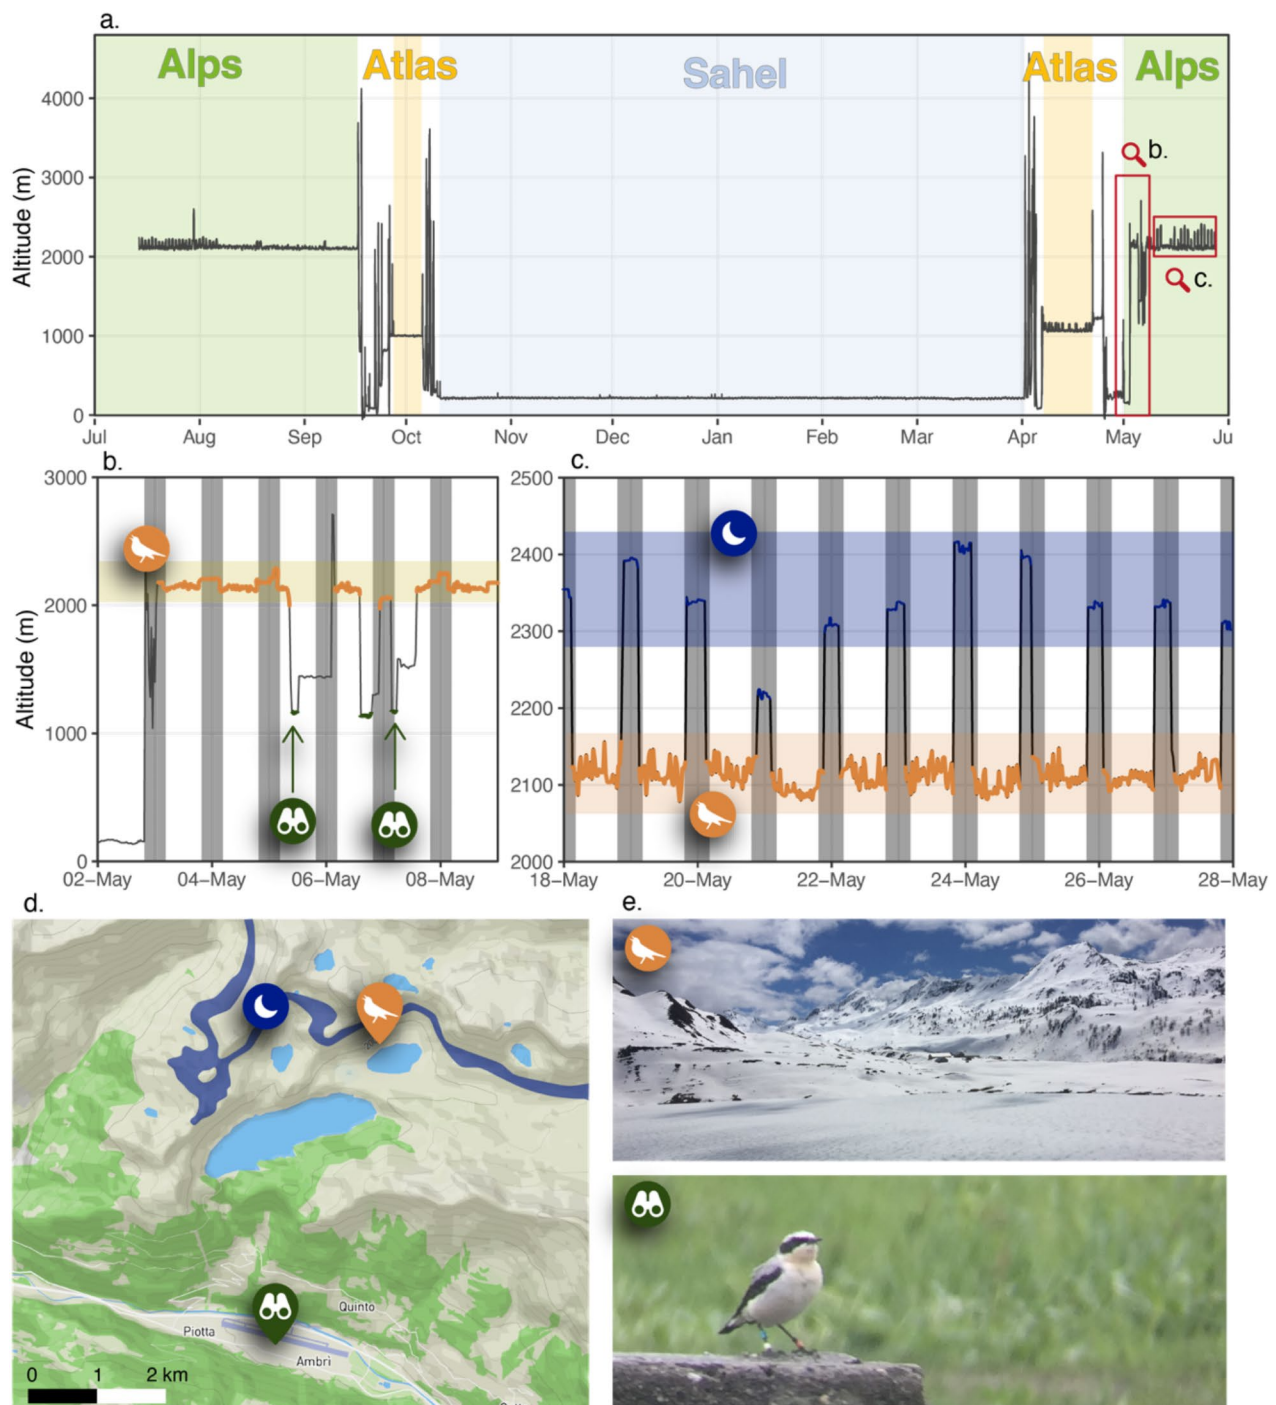 a.
Alps Atlas Sahel Atlas Alps
4000
3000
2000
1000
0
Altitude (m)
b.
c.
Jul Aug Sep Oct Nov Dec Jan Feb Mar Apr May Ju
b.
3000
2000
1000
0
Altitude (m)
02–May 04–May 06–May 08–May
c.
2500
2400
2300
2200
2100
2000
18–May 20–May 22–May 24–May 26–May 28–May
d.
Quinto
Piotta
Ambrì
0 1 2 km
e.